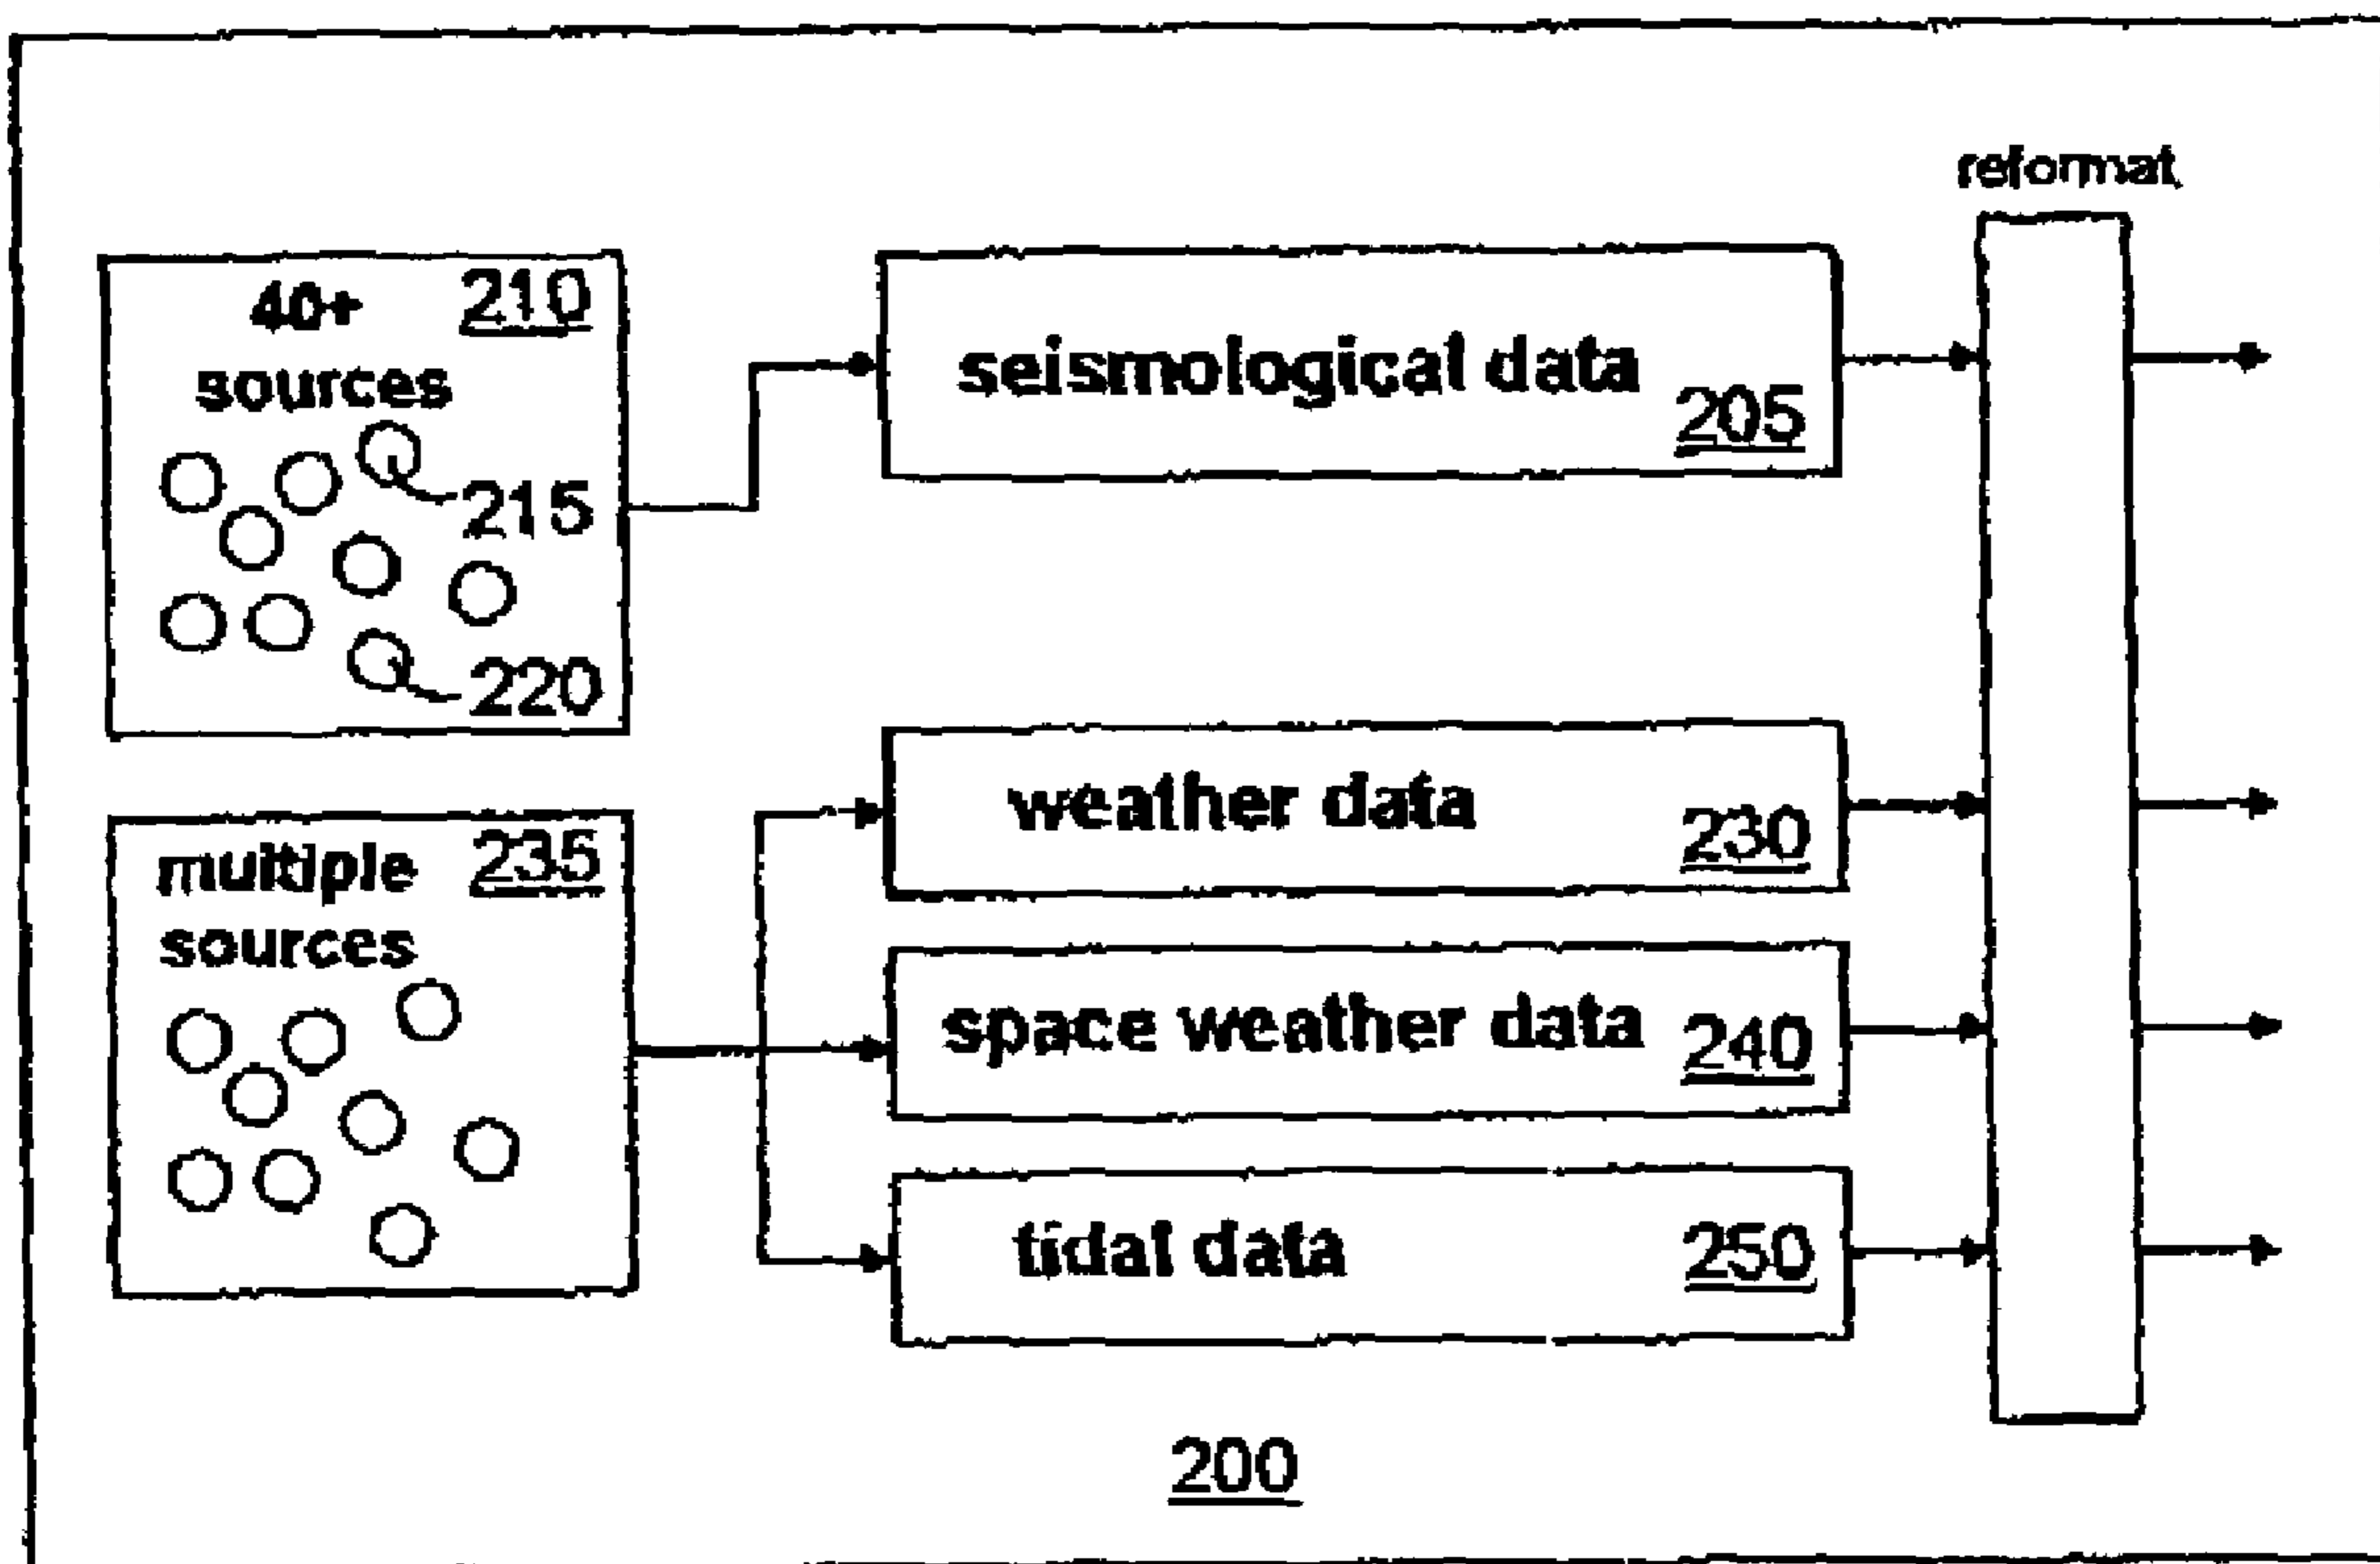 reformat
40+ 210
sources
215
220
seismological data
205
multiple 235
sources
weather data 230
space weather data 240
tidal data 250
200